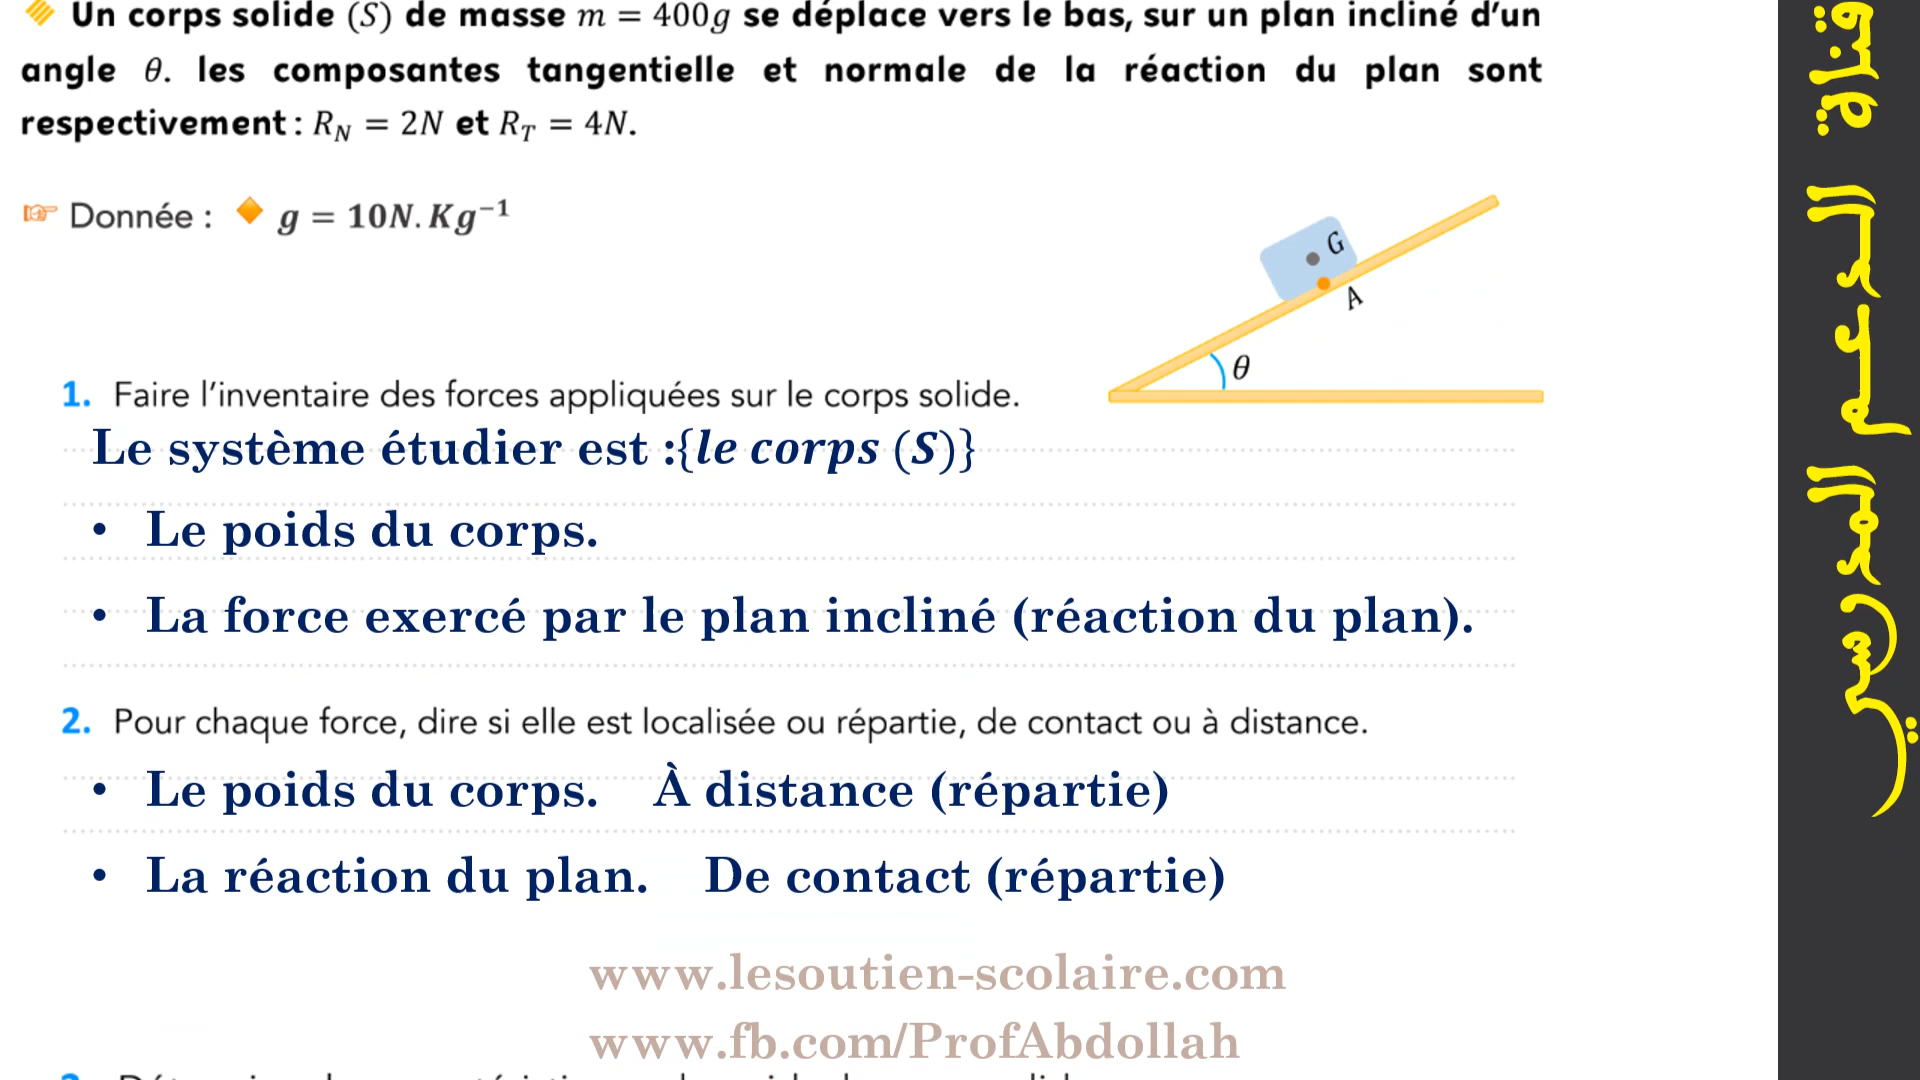 Un corps solide (S) de masse m = 400g se déplace vers le bas, sur un plan incliné d'un
angle θ. les composantes tangentielle et normale de la réaction du plan sont
respectivement : R_N = 2N et R_T = 4N.
Donnée : g = 10N.Kg⁻¹
G
A
θ
1. Faire l'inventaire des forces appliquées sur le corps solide.
Le système étudier est :{le corps (S)}
• Le poids du corps.
• La force exercé par le plan incliné (réaction du plan).
2. Pour chaque force, dire si elle est localisée ou répartie, de contact ou à distance.
• Le poids du corps. À distance (répartie)
• La réaction du plan. De contact (répartie)
www.lesoutien-scolaire.com
www.fb.com/ProfAbdollah
قناة الدعم المدرسي